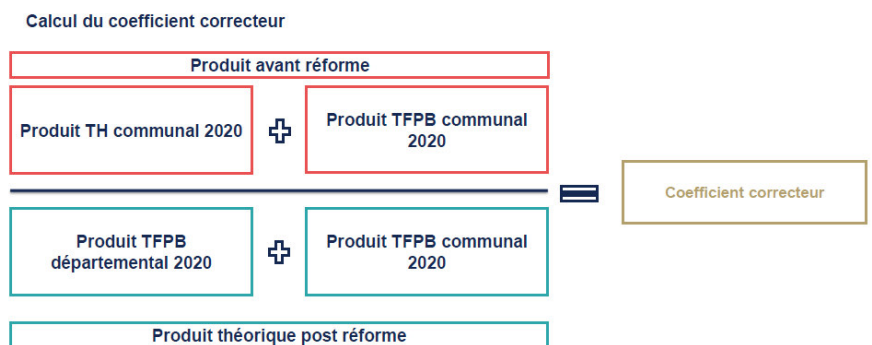 Calcul du coefficient correcteur
Produit avant réforme
Produit TH communal 2020
Produit TFPB communal
2020
Coefficient correcteur
Produit TFPB
départemental 2020
Produit TFPB communal
2020
Produit théorique post réforme